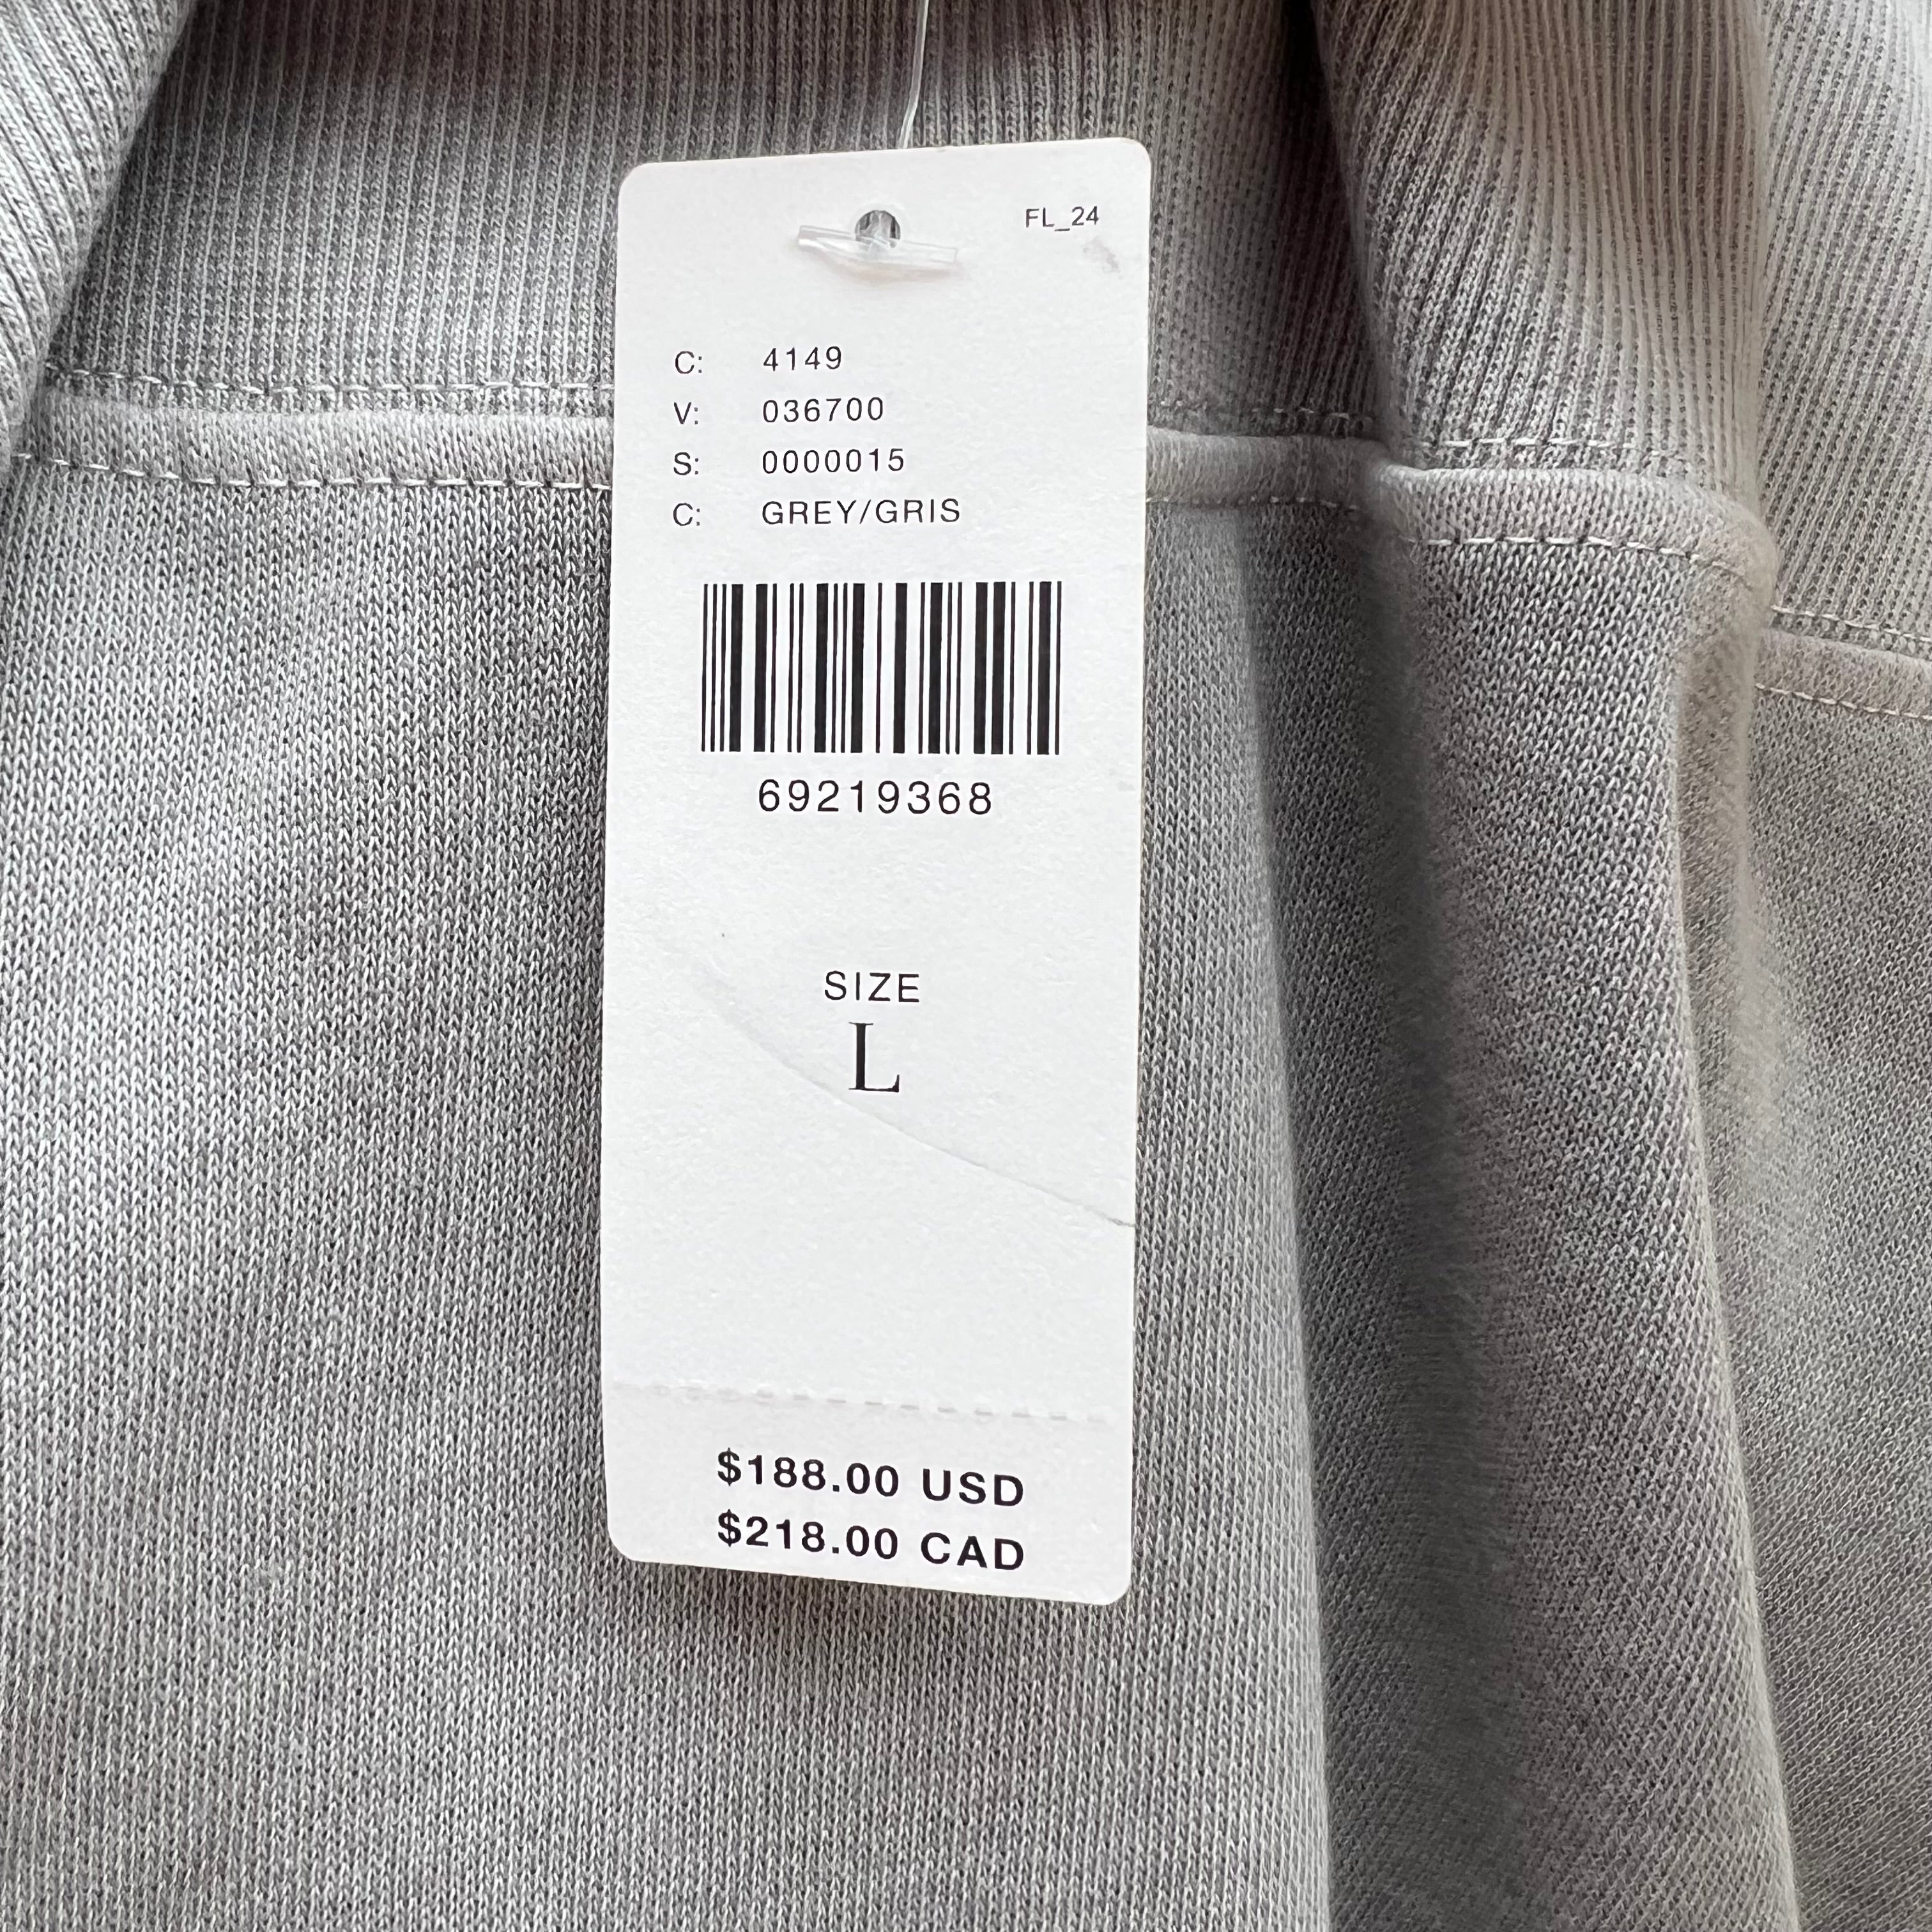 FL_24
C: 4149
V: 036700
S: 0000015
C: GREY/GRIS
69219368
SIZE
L
$188.00 USD
$218.00 CAD